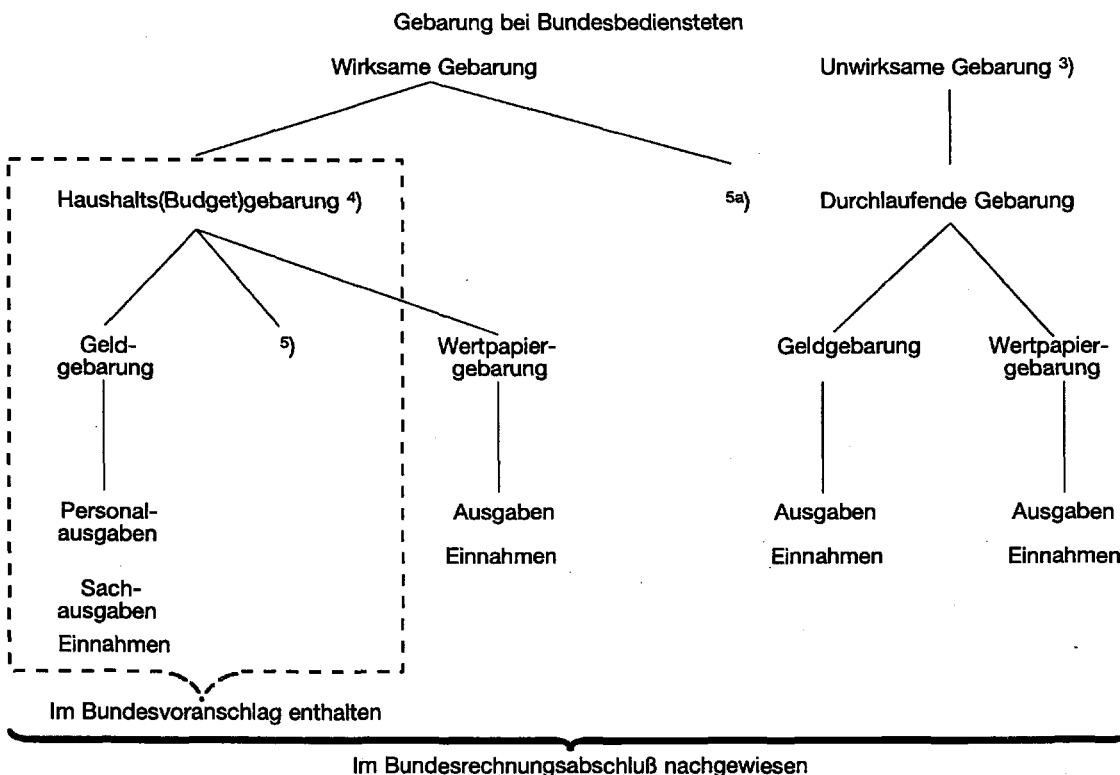 Gebarung bei Bundesbediensteten
Wirksame Gebarung
Unwirksame Gebarung ³)
Haushalts(Budget)gebarung ⁴)
5a)
Durchlaufende Gebarung
Geld-
gebarung
⁵)
Wertpapier-
gebarung
Geldgebarung
Wertpapier-
gebarung
Personal-
ausgaben
Sach-
ausgaben
Einnahmen
Ausgaben
Einnahmen
Ausgaben
Einnahmen
Ausgaben
Einnahmen
Im Bundesvoranschlag enthalten
Im Bundesrechnungsabschluß nachgewiesen